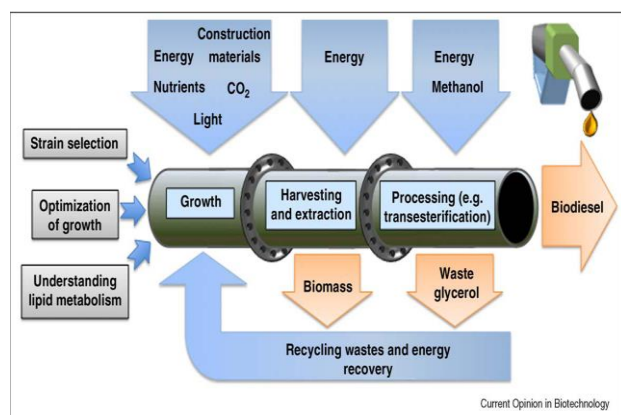 Construction
Energy materials
Nutrients CO₂
Light
Energy
Energy
Methanol
Strain selection
Optimization
of growth
Understanding
lipid metabolism
Growth
Harvesting
and extraction
Processing (e.g.
transesterification)
Biodiesel
Biomass
Waste
glycerol
Recycling wastes and energy
recovery
Current Opinion in Biotechnology